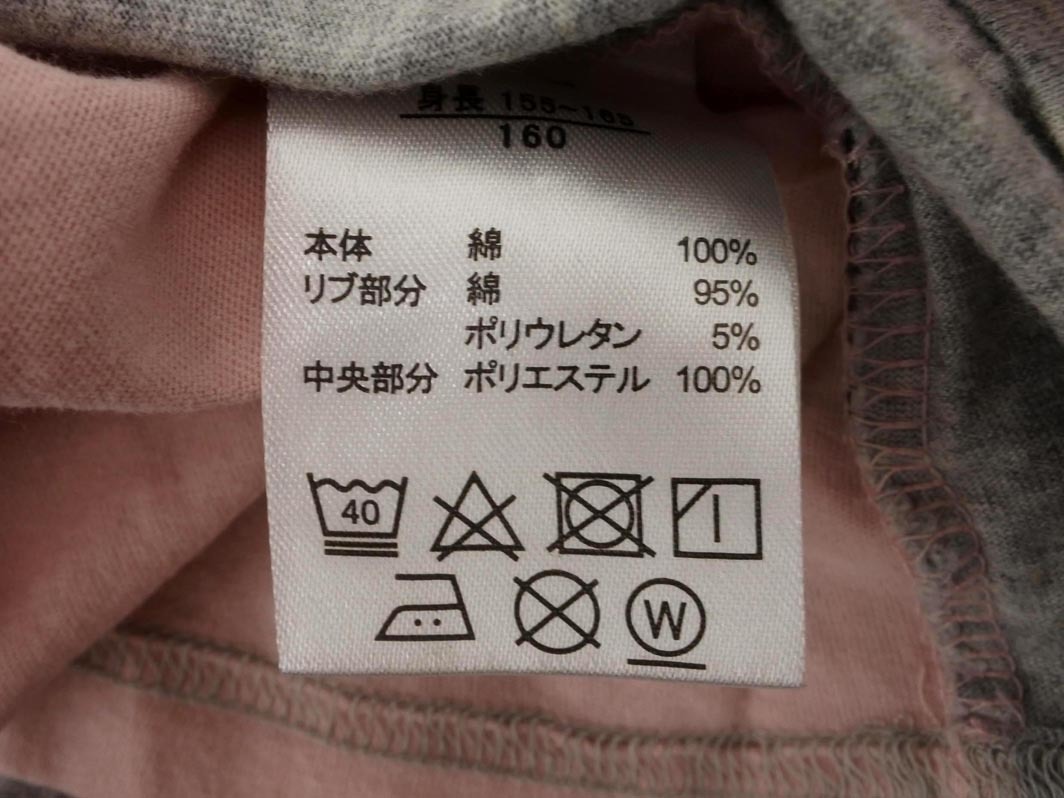 身長 155~165
160
本体 綿 100%
リブ部分 綿 95%
ポリウレタン 5%
中央部分 ポリエステル 100%
40
W